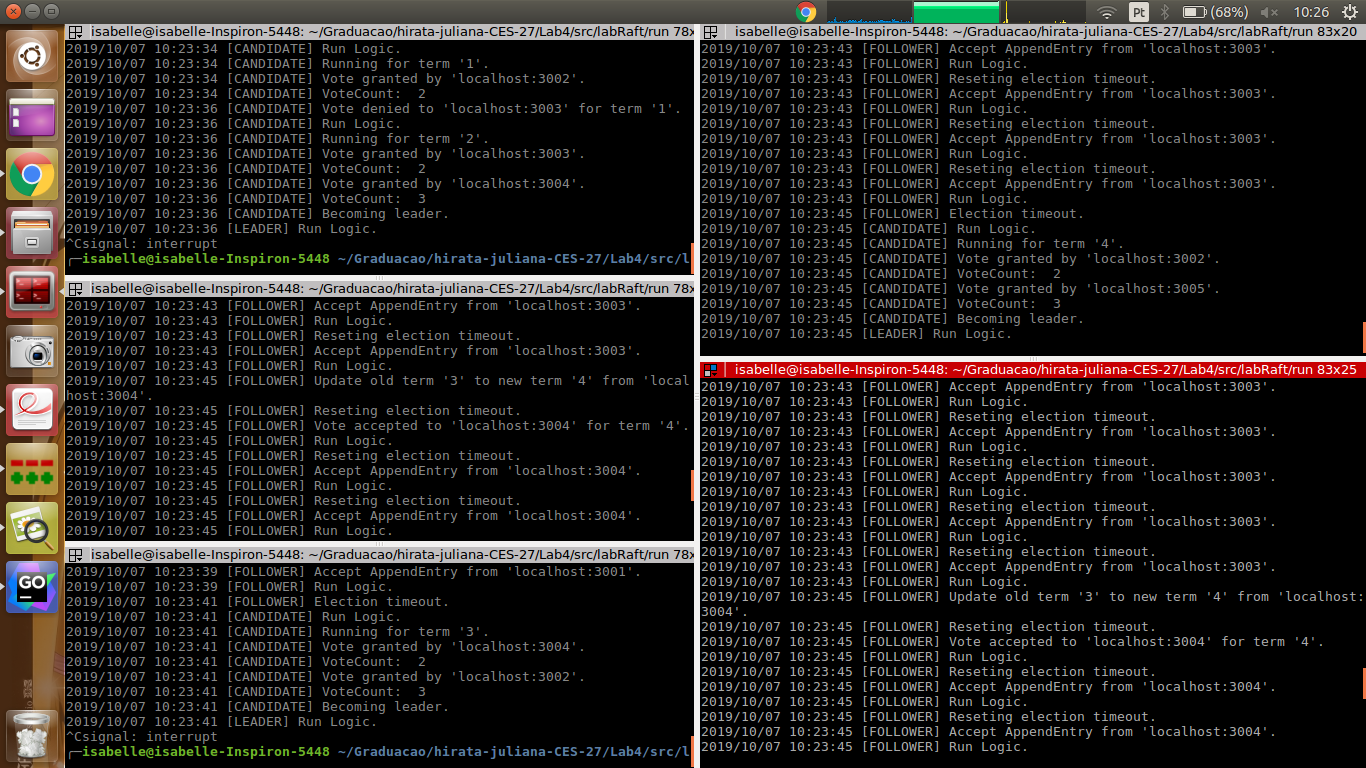 Pt
(68%)
10:26
isabelle@isabelle-Inspiron-5448: ~/Graduacao/hirata-juliana-CES-27/Lab4/src/labRaft/run 78x
2019/10/07 10:23:34 [CANDIDATE] Run Logic.
2019/10/07 10:23:34 [CANDIDATE] Running for term '1'.
2019/10/07 10:23:34 [CANDIDATE] Vote granted by 'localhost:3002'.
2019/10/07 10:23:34 [CANDIDATE] VoteCount:  2
2019/10/07 10:23:36 [CANDIDATE] Vote denied to 'localhost:3003' for term '1'.
2019/10/07 10:23:36 [CANDIDATE] Run Logic.
2019/10/07 10:23:36 [CANDIDATE] Running for term '2'.
2019/10/07 10:23:36 [CANDIDATE] Vote granted by 'localhost:3003'.
2019/10/07 10:23:36 [CANDIDATE] VoteCount:  2
2019/10/07 10:23:36 [CANDIDATE] Vote granted by 'localhost:3004'.
2019/10/07 10:23:36 [CANDIDATE] VoteCount:  3
2019/10/07 10:23:36 [CANDIDATE] Becoming leader.
2019/10/07 10:23:36 [LEADER] Run Logic.
^Csignal: interrupt
isabelle@isabelle-Inspiron-5448 ~/Graduacao/hirata-juliana-CES-27/Lab4/src/l
isabelle@isabelle-Inspiron-5448: ~/Graduacao/hirata-juliana-CES-27/Lab4/src/labRaft/run 78x
2019/10/07 10:23:43 [FOLLOWER] Accept AppendEntry from 'localhost:3003'.
2019/10/07 10:23:43 [FOLLOWER] Run Logic.
2019/10/07 10:23:43 [FOLLOWER] Reseting election timeout.
2019/10/07 10:23:43 [FOLLOWER] Accept AppendEntry from 'localhost:3003'.
2019/10/07 10:23:43 [FOLLOWER] Run Logic.
2019/10/07 10:23:45 [FOLLOWER] Update old term '3' to new term '4' from 'local
host:3004'.
2019/10/07 10:23:45 [FOLLOWER] Reseting election timeout.
2019/10/07 10:23:45 [FOLLOWER] Vote accepted to 'localhost:3004' for term '4'.
2019/10/07 10:23:45 [FOLLOWER] Run Logic.
2019/10/07 10:23:45 [FOLLOWER] Reseting election timeout.
2019/10/07 10:23:45 [FOLLOWER] Accept AppendEntry from 'localhost:3004'.
2019/10/07 10:23:45 [FOLLOWER] Run Logic.
2019/10/07 10:23:45 [FOLLOWER] Reseting election timeout.
2019/10/07 10:23:45 [FOLLOWER] Accept AppendEntry from 'localhost:3004'.
2019/10/07 10:23:45 [FOLLOWER] Run Logic.
isabelle@isabelle-Inspiron-5448: ~/Graduacao/hirata-juliana-CES-27/Lab4/src/labRaft/run 78x
2019/10/07 10:23:39 [FOLLOWER] Accept AppendEntry from 'localhost:3001'.
2019/10/07 10:23:39 [FOLLOWER] Run Logic.
2019/10/07 10:23:41 [FOLLOWER] Election timeout.
2019/10/07 10:23:41 [CANDIDATE] Run Logic.
2019/10/07 10:23:41 [CANDIDATE] Running for term '3'.
2019/10/07 10:23:41 [CANDIDATE] Vote granted by 'localhost:3004'.
2019/10/07 10:23:41 [CANDIDATE] VoteCount:  2
2019/10/07 10:23:41 [CANDIDATE] Vote granted by 'localhost:3002'.
2019/10/07 10:23:41 [CANDIDATE] VoteCount:  3
2019/10/07 10:23:41 [CANDIDATE] Becoming leader.
2019/10/07 10:23:41 [LEADER] Run Logic.
^Csignal: interrupt
isabelle@isabelle-Inspiron-5448 ~/Graduacao/hirata-juliana-CES-27/Lab4/src/l
isabelle@isabelle-Inspiron-5448: ~/Graduacao/hirata-juliana-CES-27/Lab4/src/labRaft/run 83x20
2019/10/07 10:23:43 [FOLLOWER] Accept AppendEntry from 'localhost:3003'.
2019/10/07 10:23:43 [FOLLOWER] Run Logic.
2019/10/07 10:23:43 [FOLLOWER] Reseting election timeout.
2019/10/07 10:23:43 [FOLLOWER] Accept AppendEntry from 'localhost:3003'.
2019/10/07 10:23:43 [FOLLOWER] Run Logic.
2019/10/07 10:23:43 [FOLLOWER] Reseting election timeout.
2019/10/07 10:23:43 [FOLLOWER] Accept AppendEntry from 'localhost:3003'.
2019/10/07 10:23:43 [FOLLOWER] Run Logic.
2019/10/07 10:23:43 [FOLLOWER] Reseting election timeout.
2019/10/07 10:23:43 [FOLLOWER] Accept AppendEntry from 'localhost:3003'.
2019/10/07 10:23:43 [FOLLOWER] Run Logic.
2019/10/07 10:23:45 [FOLLOWER] Election timeout.
2019/10/07 10:23:45 [CANDIDATE] Run Logic.
2019/10/07 10:23:45 [CANDIDATE] Running for term '4'.
2019/10/07 10:23:45 [CANDIDATE] Vote granted by 'localhost:3002'.
2019/10/07 10:23:45 [CANDIDATE] VoteCount:  2
2019/10/07 10:23:45 [CANDIDATE] Vote granted by 'localhost:3005'.
2019/10/07 10:23:45 [CANDIDATE] VoteCount:  3
2019/10/07 10:23:45 [CANDIDATE] Becoming leader.
2019/10/07 10:23:45 [LEADER] Run Logic.
isabelle@isabelle-Inspiron-5448: ~/Graduacao/hirata-juliana-CES-27/Lab4/src/labRaft/run 83x25
2019/10/07 10:23:43 [FOLLOWER] Accept AppendEntry from 'localhost:3003'.
2019/10/07 10:23:43 [FOLLOWER] Run Logic.
2019/10/07 10:23:43 [FOLLOWER] Reseting election timeout.
2019/10/07 10:23:43 [FOLLOWER] Accept AppendEntry from 'localhost:3003'.
2019/10/07 10:23:43 [FOLLOWER] Run Logic.
2019/10/07 10:23:43 [FOLLOWER] Reseting election timeout.
2019/10/07 10:23:43 [FOLLOWER] Accept AppendEntry from 'localhost:3003'.
2019/10/07 10:23:43 [FOLLOWER] Run Logic.
2019/10/07 10:23:43 [FOLLOWER] Reseting election timeout.
2019/10/07 10:23:43 [FOLLOWER] Accept AppendEntry from 'localhost:3003'.
2019/10/07 10:23:43 [FOLLOWER] Run Logic.
2019/10/07 10:23:43 [FOLLOWER] Reseting election timeout.
2019/10/07 10:23:43 [FOLLOWER] Accept AppendEntry from 'localhost:3003'.
2019/10/07 10:23:43 [FOLLOWER] Run Logic.
2019/10/07 10:23:45 [FOLLOWER] Update old term '3' to new term '4' from 'localhost:
3004'.
2019/10/07 10:23:45 [FOLLOWER] Reseting election timeout.
2019/10/07 10:23:45 [FOLLOWER] Vote accepted to 'localhost:3004' for term '4'.
2019/10/07 10:23:45 [FOLLOWER] Run Logic.
2019/10/07 10:23:45 [FOLLOWER] Reseting election timeout.
2019/10/07 10:23:45 [FOLLOWER] Accept AppendEntry from 'localhost:3004'.
2019/10/07 10:23:45 [FOLLOWER] Run Logic.
2019/10/07 10:23:45 [FOLLOWER] Reseting election timeout.
2019/10/07 10:23:45 [FOLLOWER] Accept AppendEntry from 'localhost:3004'.
2019/10/07 10:23:45 [FOLLOWER] Run Logic.
GO